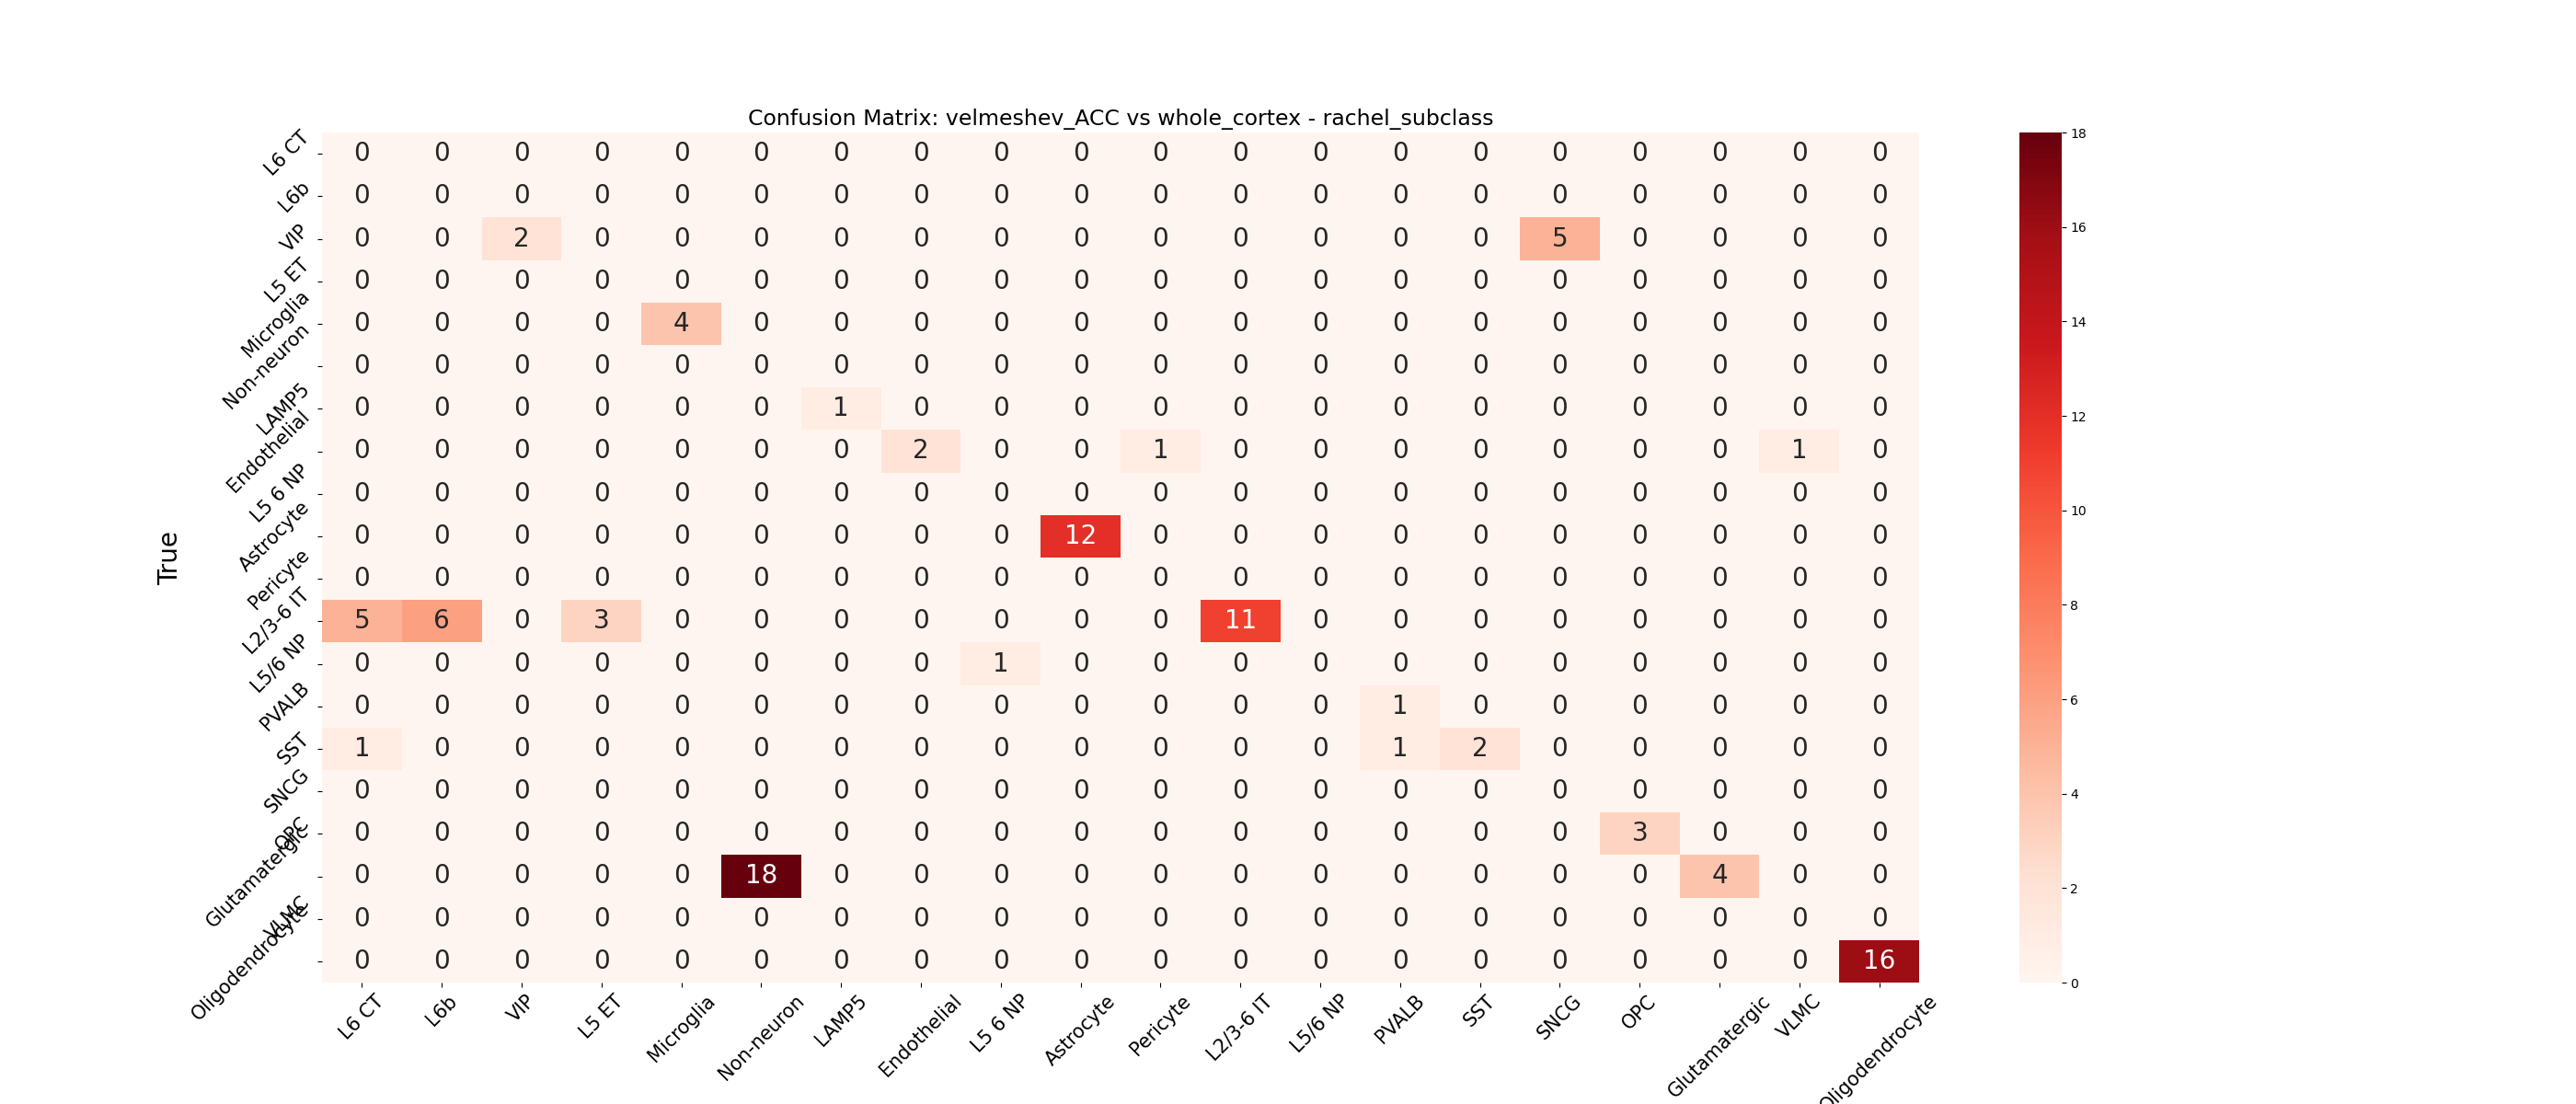 Confusion Matrix: velmeshev_ACC vs whole_cortex - rachel_subclass
True
L6 CT 0 0 0 0 0 0 0 0 0 0 0 0 0 0 0 0 0 0 0 0
L6b 0 0 0 0 0 0 0 0 0 0 0 0 0 0 0 0 0 0 0 0
VIP 0 0 2 0 0 0 0 0 0 0 0 0 0 0 0 5 0 0 0 0
L5 ET 0 0 0 0 0 0 0 0 0 0 0 0 0 0 0 0 0 0 0 0
Microglia 0 0 0 0 4 0 0 0 0 0 0 0 0 0 0 0 0 0 0 0
Non-neuron 0 0 0 0 0 0 0 0 0 0 0 0 0 0 0 0 0 0 0 0
LAMP5 0 0 0 0 0 0 1 0 0 0 0 0 0 0 0 0 0 0 0 0
Endothelial 0 0 0 0 0 0 0 2 0 0 1 0 0 0 0 0 0 0 1 0
L5 6 NP 0 0 0 0 0 0 0 0 0 0 0 0 0 0 0 0 0 0 0 0
Astrocyte 0 0 0 0 0 0 0 0 0 12 0 0 0 0 0 0 0 0 0 0
Pericyte 0 0 0 0 0 0 0 0 0 0 0 0 0 0 0 0 0 0 0 0
L2/3-6 IT 5 6 0 3 0 0 0 0 0 0 0 11 0 0 0 0 0 0 0 0
L5/6 NP 0 0 0 0 0 0 0 0 1 0 0 0 0 0 0 0 0 0 0 0
PVALB 0 0 0 0 0 0 0 0 0 0 0 0 0 1 0 0 0 0 0 0
SST 1 0 0 0 0 0 0 0 0 0 0 0 0 1 2 0 0 0 0 0
SNCG 0 0 0 0 0 0 0 0 0 0 0 0 0 0 0 0 0 0 0 0
OPC 0 0 0 0 0 0 0 0 0 0 0 0 0 0 0 0 3 0 0 0
Glutamatergic 0 0 0 0 0 18 0 0 0 0 0 0 0 0 0 0 0 4 0 0
VLMC 0 0 0 0 0 0 0 0 0 0 0 0 0 0 0 0 0 0 0 0
Oligodendrocyte 0 0 0 0 0 0 0 0 0 0 0 0 0 0 0 0 0 0 0 16
L6 CT L6b VIP L5 ET Microglia Non-neuron LAMP5 Endothelial L5 6 NP Astrocyte Pericyte L2/3-6 IT L5/6 NP PVALB SST SNCG OPC Glutamatergic VLMC Oligodendrocyte
18
16
14
12
10
8
6
4
2
0